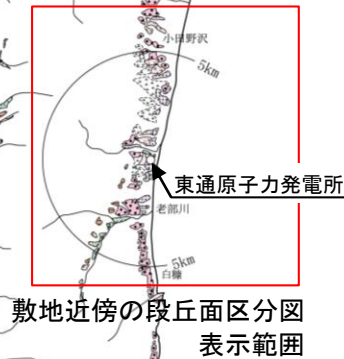 小田野沢
5km
東通原子力発電所
老部川
5km
白糠
敷地近傍の段丘面区分図
表示範囲